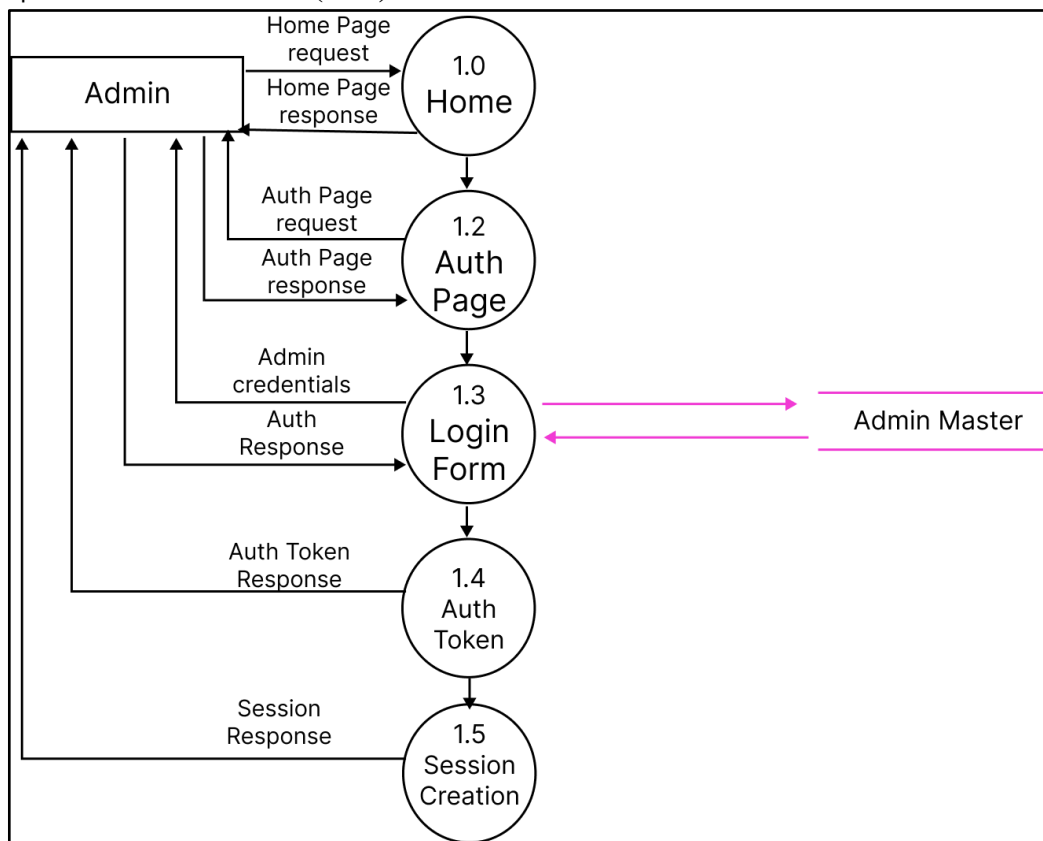 Home Page
request
1.0
Home
Admin
Home Page
response
Auth Page
request
1.2
Auth
Page
Auth Page
response
Admin
credentials
1.3
Login
Form
Auth
Response
Admin Master
Auth Token
Response
1.4
Auth
Token
Session
Response
1.5
Session
Creation